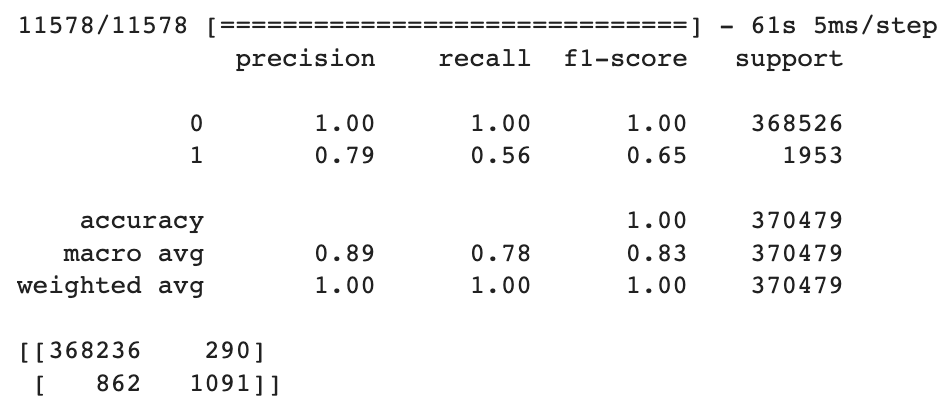 11578/11578 [==============================] - 61s 5ms/step
precision recall f1-score support
0 1.00 1.00 1.00 368526
1 0.79 0.56 0.65 1953
accuracy 1.00 370479
macro avg 0.89 0.78 0.83 370479
weighted avg 1.00 1.00 1.00 370479
[[368236 290]
[ 862 1091]]